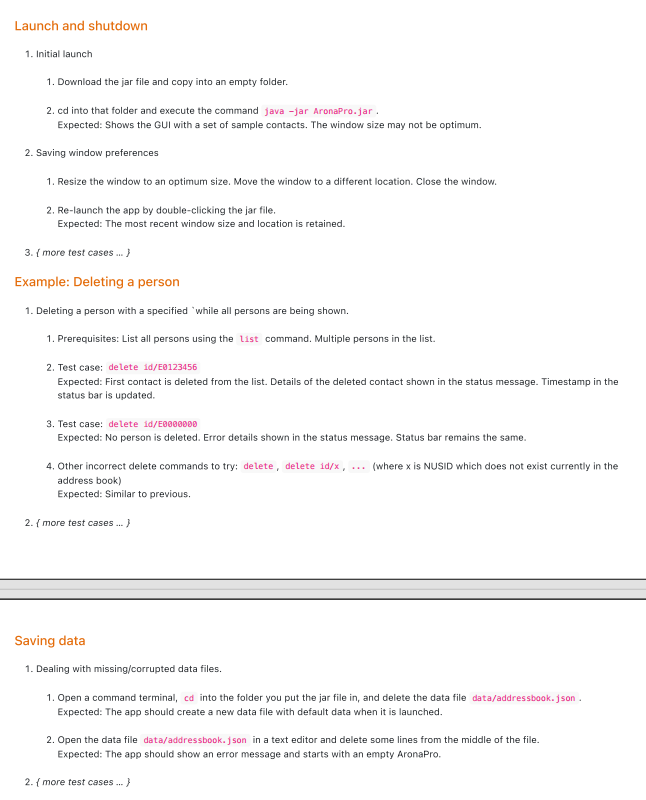 Launch and shutdown
1. Initial launch
1. Download the jar file and copy into an empty folder.
2. cd into that folder and execute the command java -jar AronaPro.jar.
Expected: Shows the GUI with a set of sample contacts. The window size may not be optimum.
2. Saving window preferences
1. Resize the window to an optimum size. Move the window to a different location. Close the window.
2. Re-launch the app by double-clicking the jar file.
Expected: The most recent window size and location is retained.
3. { more test cases … }
Example: Deleting a person
1. Deleting a person with a specified `while all persons are being shown.
1. Prerequisites: List all persons using the list command. Multiple persons in the list.
2. Test case: delete id/E0123456
Expected: First contact is deleted from the list. Details of the deleted contact shown in the status message. Timestamp in the
status bar is updated.
3. Test case: delete id/E0000000
Expected: No person is deleted. Error details shown in the status message. Status bar remains the same.
4. Other incorrect delete commands to try: delete, delete id/x, ... (where x is NUSID which does not exist currently in the
address book)
Expected: Similar to previous.
2. { more test cases … }
Saving data
1. Dealing with missing/corrupted data files.
1. Open a command terminal, cd into the folder you put the jar file in, and delete the data file data/addressbook.json.
Expected: The app should create a new data file with default data when it is launched.
2. Open the data file data/addressbook.json in a text editor and delete some lines from the middle of the file.
Expected: The app should show an error message and starts with an empty AronaPro.
2. { more test cases … }